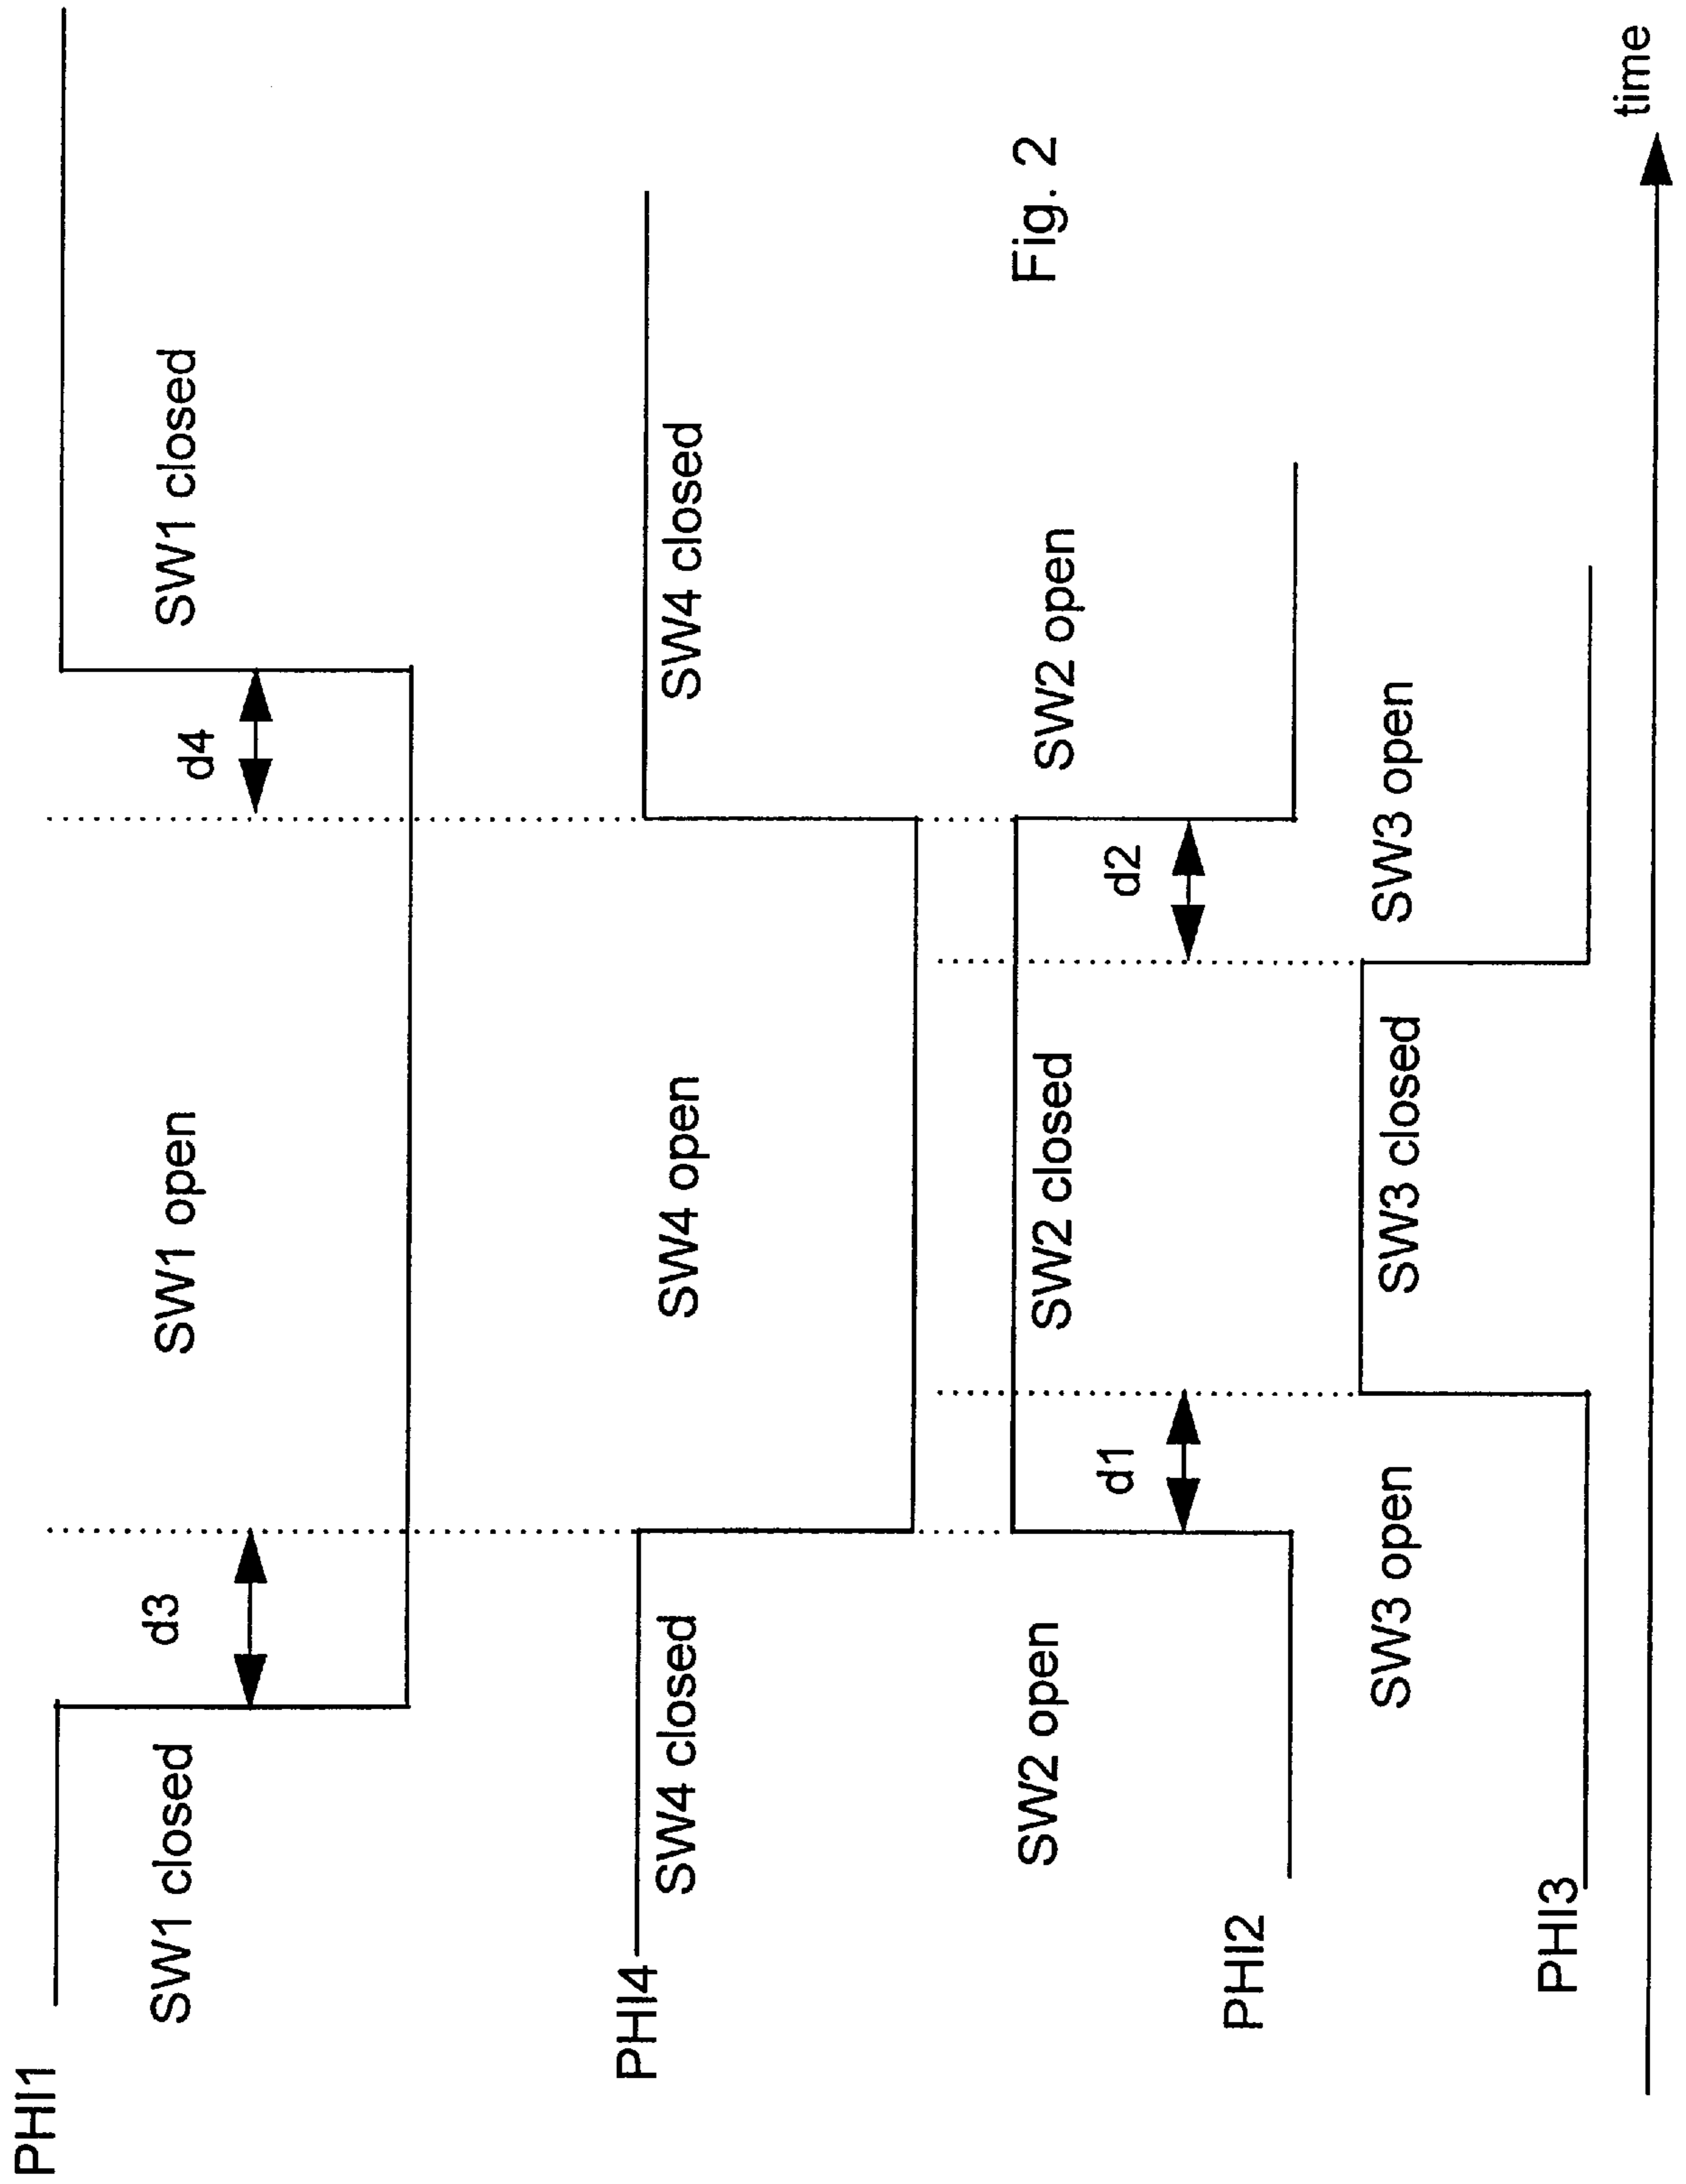 PHI1
SW1 closed
d3
SW1 open
d4
SW1 closed
PHI4
SW4 closed
SW4 open
SW4 closed
PHI2
SW2 open
d1
SW2 closed
d2
SW2 open
Fig. 2
PHI3
SW3 open
SW3 closed
SW3 open
time